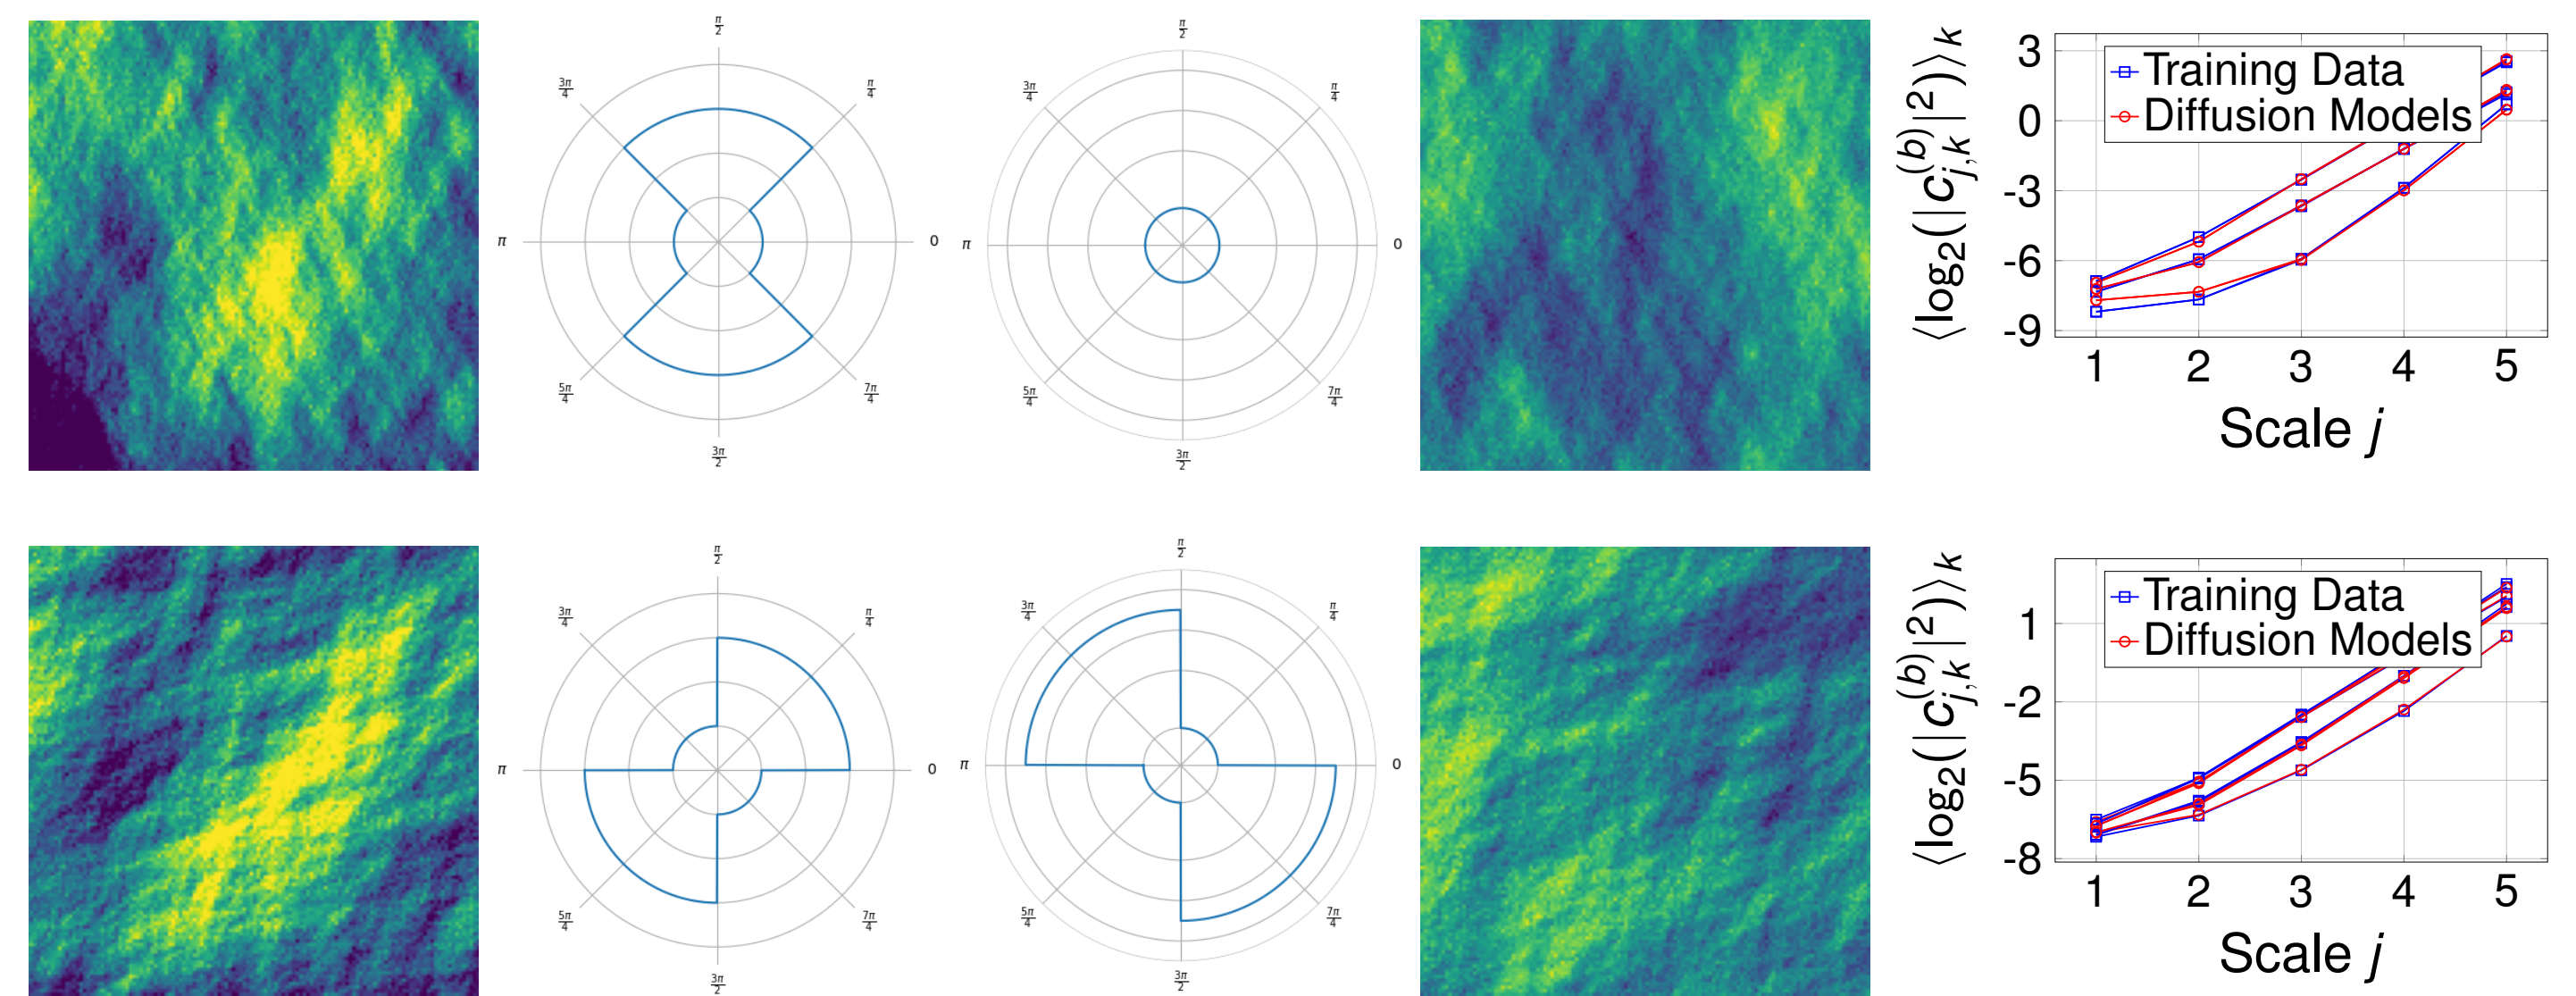 π/2
3π/4
π/4
π
0
5π/4
7π/4
3π/2
π/2
3π/4
π/4
π
0
5π/4
7π/4
3π/2
⟨log₂(|c_{j,k}^{(b)}|²)⟩_k
3
0
-3
-6
-9
Training Data
Diffusion Models
1 2 3 4 5
Scale j
π/2
3π/4
π/4
π
0
5π/4
7π/4
3π/2
π/2
3π/4
π/4
π
0
5π/4
7π/4
3π/2
⟨log₂(|c_{j,k}^{(b)}|²)⟩_k
1
-2
-5
-8
Training Data
Diffusion Models
1 2 3 4 5
Scale j